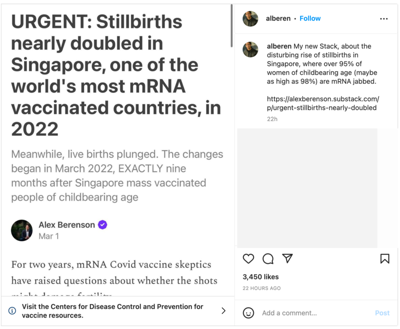 URGENT: Stillbirths
nearly doubled in
Singapore, one of the
world's most mRNA
vaccinated countries, in
2022
Meanwhile, live births plunged. The changes
began in March 2022, EXACTLY nine
months after Singapore mass vaccinated
people of childbearing age
Alex Berenson
Mar 1
For two years, mRNA Covid vaccine skeptics
have raised questions about whether the shots
might damage fertility
Visit the Centers for Disease Control and Prevention for
vaccine resources.
alberen • Follow
alberen My new Stack, about the
disturbing rise of stillbirths in
Singapore, where over 95% of
women of childbearing age (maybe
as high as 98%) are mRNA jabbed.
https://alexberenson.substack.com/
p/urgent-stillbirths-nearly-doubled
22h
3,450 likes
22 HOURS AGO
Add a comment...
Post